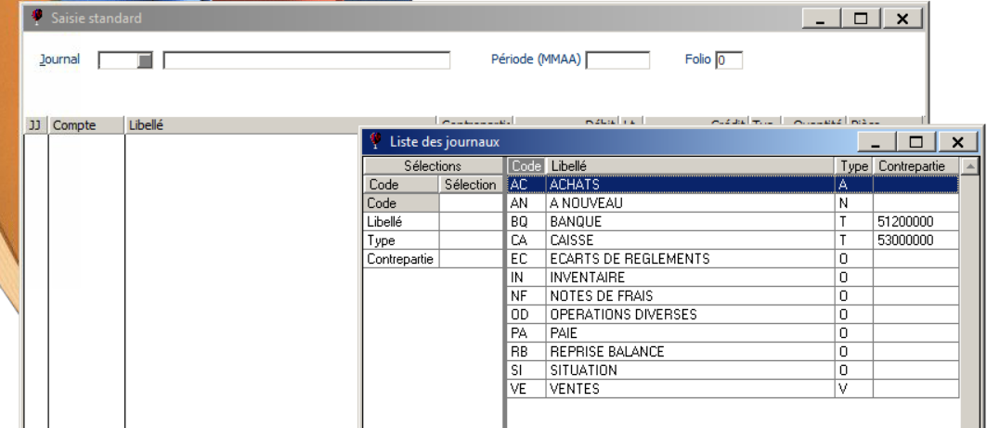 Saisie standard
Journal Période (MMAA) Folio 0
JJ Compte Libellé Contrepartie Débit Lt. Crédit Typ Quantité Pièce
Liste des journaux
Sélections Code Libellé Type Contrepartie
Code Sélection AC ACHATS A
Code AN A NOUVEAU N
Libellé BQ BANQUE T 51200000
Type CA CAISSE T 53000000
Contrepartie EC ECARTS DE REGLEMENTS O
IN INVENTAIRE O
NF NOTES DE FRAIS O
OD OPERATIONS DIVERSES O
PA PAIE O
RB REPRISE BALANCE O
SI SITUATION O
VE VENTES V